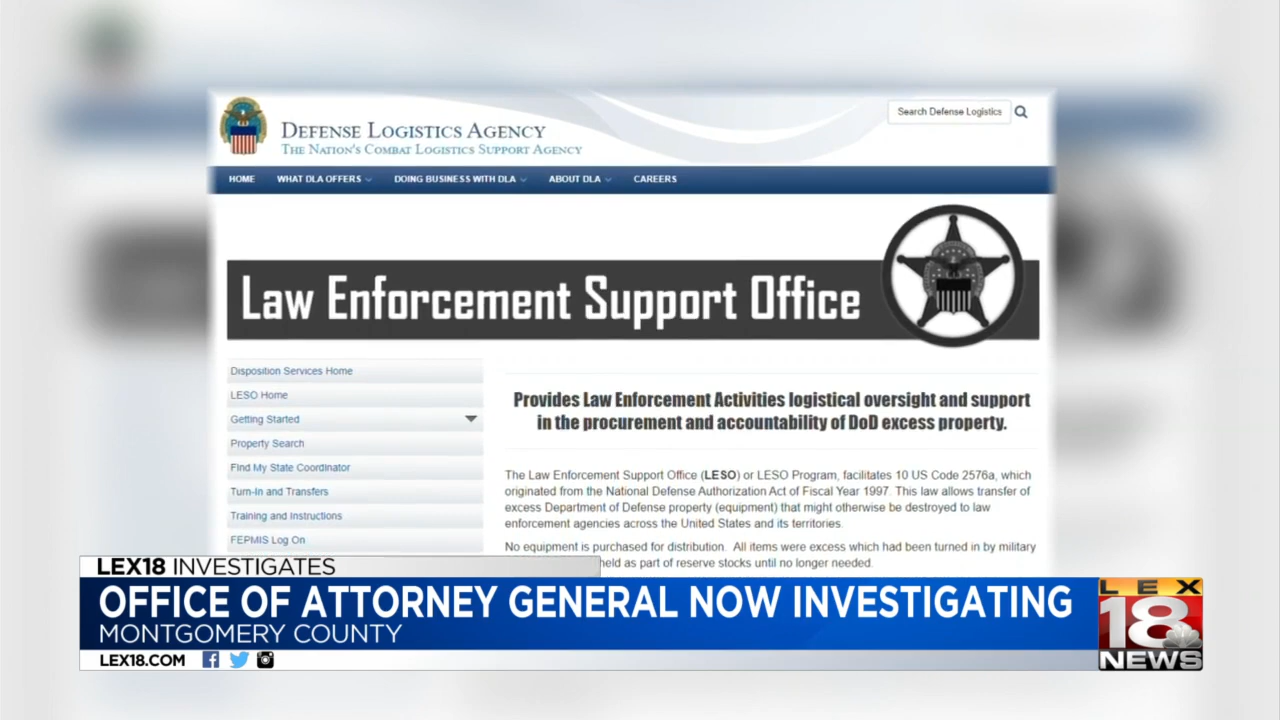 DEFENSE LOGISTICS AGENCY
THE NATION'S COMBAT LOGISTICS SUPPORT AGENCY
Search Defense Logistics
HOME WHAT DLA OFFERS DOING BUSINESS WITH DLA ABOUT DLA CAREERS
Law Enforcement Support Office
Disposition Services Home
LESO Home
Getting Started
Property Search
Find My State Coordinator
Turn-In and Transfers
Training and Instructions
FEPMIS Log On
Provides Law Enforcement Activities logistical oversight and support
in the procurement and accountability of DoD excess property.
The Law Enforcement Support Office (LESO) or LESO Program, facilitates 10 US Code 2576a, which
originated from the National Defense Authorization Act of Fiscal Year 1997. This law allows transfer of
excess Department of Defense property (equipment) that might otherwise be destroyed to law
enforcement agencies across the United States and its territories.
No equipment is purchased for distribution. All items were excess which had been turned in by military
held as part of reserve stocks until no longer needed.
LEX18 INVESTIGATES
OFFICE OF ATTORNEY GENERAL NOW INVESTIGATING
MONTGOMERY COUNTY
LEX18.COM
LEX
18
NEWS